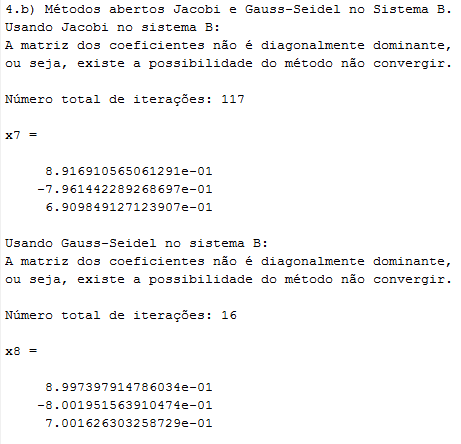 4.b) Métodos abertos Jacobi e Gauss-Seidel no Sistema B.
Usando Jacobi no sistema B:
A matriz dos coeficientes não é diagonalmente dominante,
ou seja, existe a possibilidade do método não convergir.
Número total de iterações: 117
x7 =
8.916910565061291e-01
-7.961442289268697e-01
6.909849127123907e-01
Usando Gauss-Seidel no sistema B:
A matriz dos coeficientes não é diagonalmente dominante,
ou seja, existe a possibilidade do método não convergir.
Número total de iterações: 16
x8 =
8.997397914786034e-01
-8.001951563910474e-01
7.001626303258729e-01